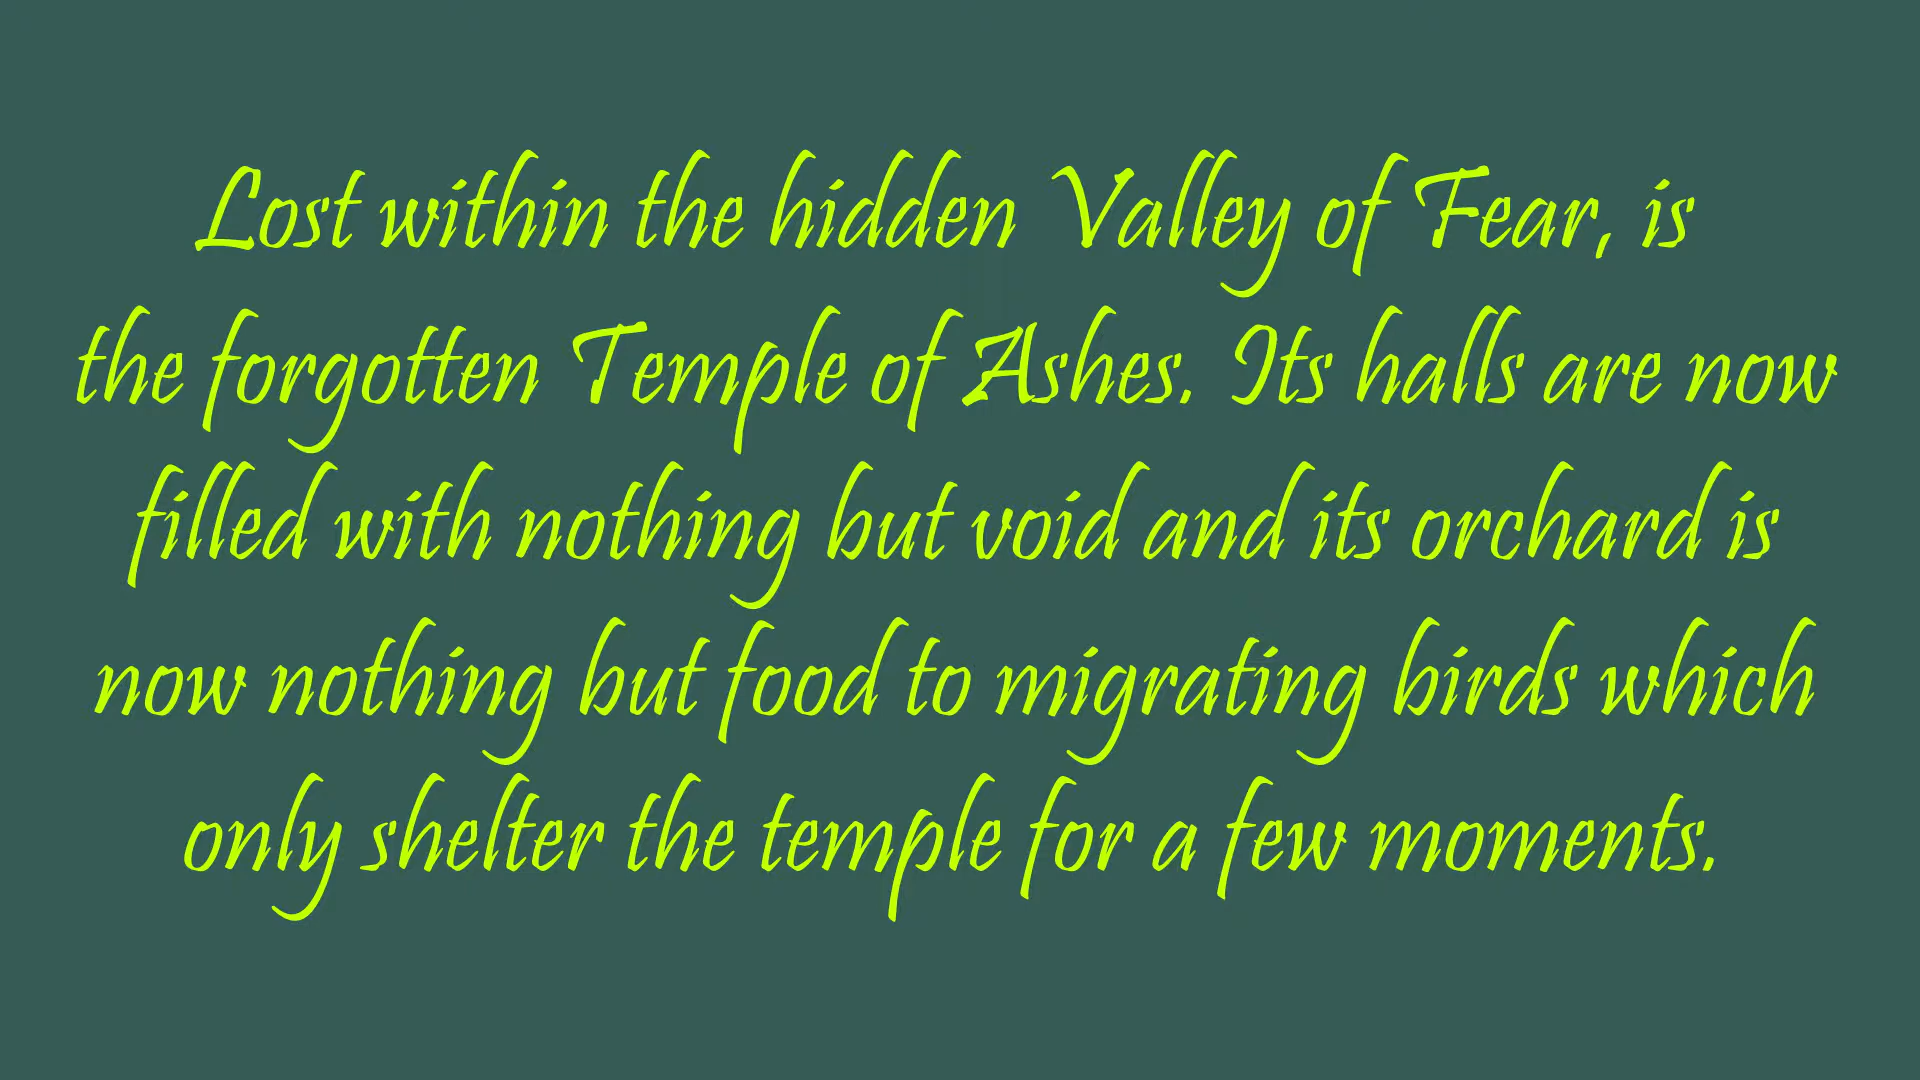 Lost within the hidden Valley of Fear, is
the forgotten Temple of Ashes. Its halls are now
filled with nothing but void and its orchard is
now nothing but food to migrating birds which
only shelter the temple for a few moments.